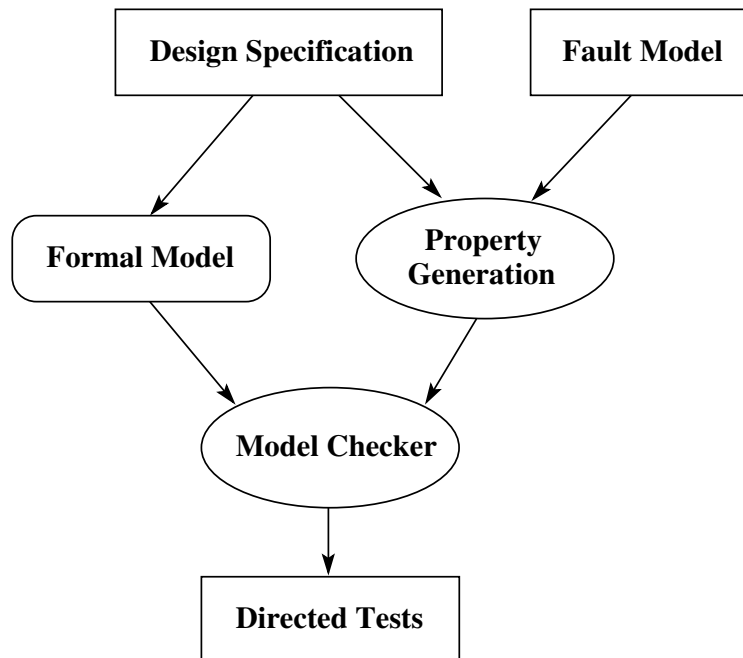 Design Specification
Fault Model
Formal Model
Property
Generation
Model Checker
Directed Tests